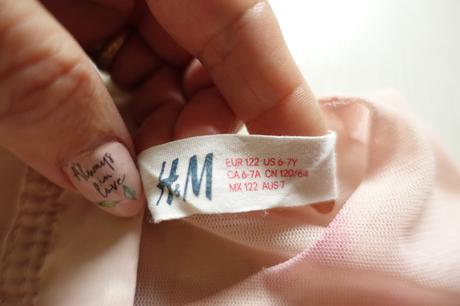 Always
in
love
H&M
EUR 122 US 6-7Y
CA 6-7A CN 120/64
MX 122 AUS 7